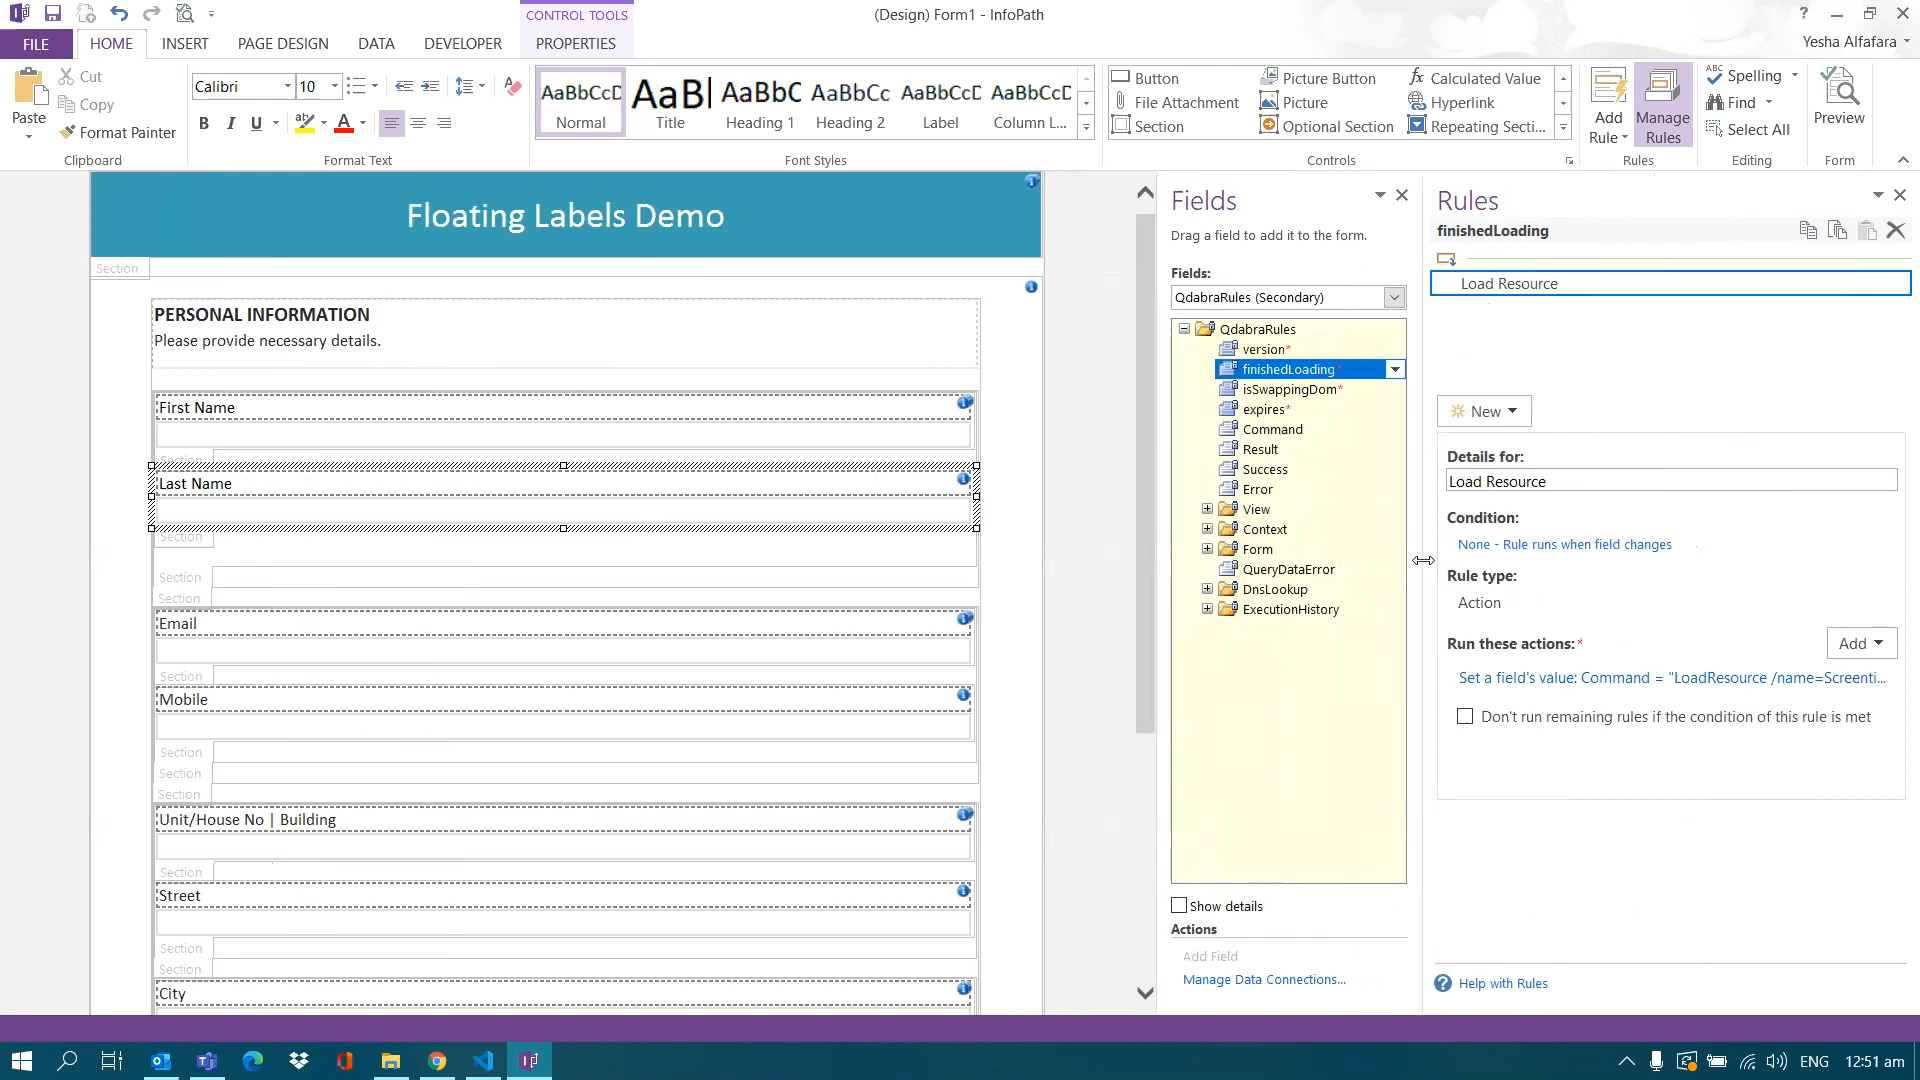 (Design) Form1 - InfoPath
CONTROL TOOLS
?
Yesha Alfafara
FILE
HOME
INSERT
PAGE DESIGN
DATA
DEVELOPER
PROPERTIES
Paste
Cut
Copy
Format Painter
Clipboard
Calibri
10
B I U
A
Format Text
AaBbCcD
Normal
AaBl
Title
AaBbC
Heading 1
AaBbCc
Heading 2
AaBbCcD
Label
AaBbCcD
Column L...
Font Styles
Button
File Attachment
Section
Picture Button
Picture
Optional Section
Calculated Value
Hyperlink
Repeating Secti...
Controls
Add
Rule
Manage
Rules
Rules
Spelling
Find
Select All
Editing
Preview
Form
Floating Labels Demo
Section
PERSONAL INFORMATION
Please provide necessary details.
First Name
Section
Last Name
Section
Section
Section
Email
Section
Mobile
Section
Section
Section
Unit/House No | Building
Section
Street
Section
Section
City
Fields
Drag a field to add it to the form.
Fields:
QdabraRules (Secondary)
QdabraRules
version*
finishedLoading*
isSwappingDom*
expires*
Command
Result
Success
Error
View
Context
Form
QueryDataError
DnsLookup
ExecutionHistory
Show details
Actions
Add Field
Manage Data Connections...
Rules
finishedLoading
Load Resource
New
Details for:
Load Resource
Condition:
None - Rule runs when field changes
Rule type:
Action
Run these actions:*
Add
Set a field's value: Command = "LoadResource /name=Screenti...
Don't run remaining rules if the condition of this rule is met
Help with Rules
ENG
12:51 am